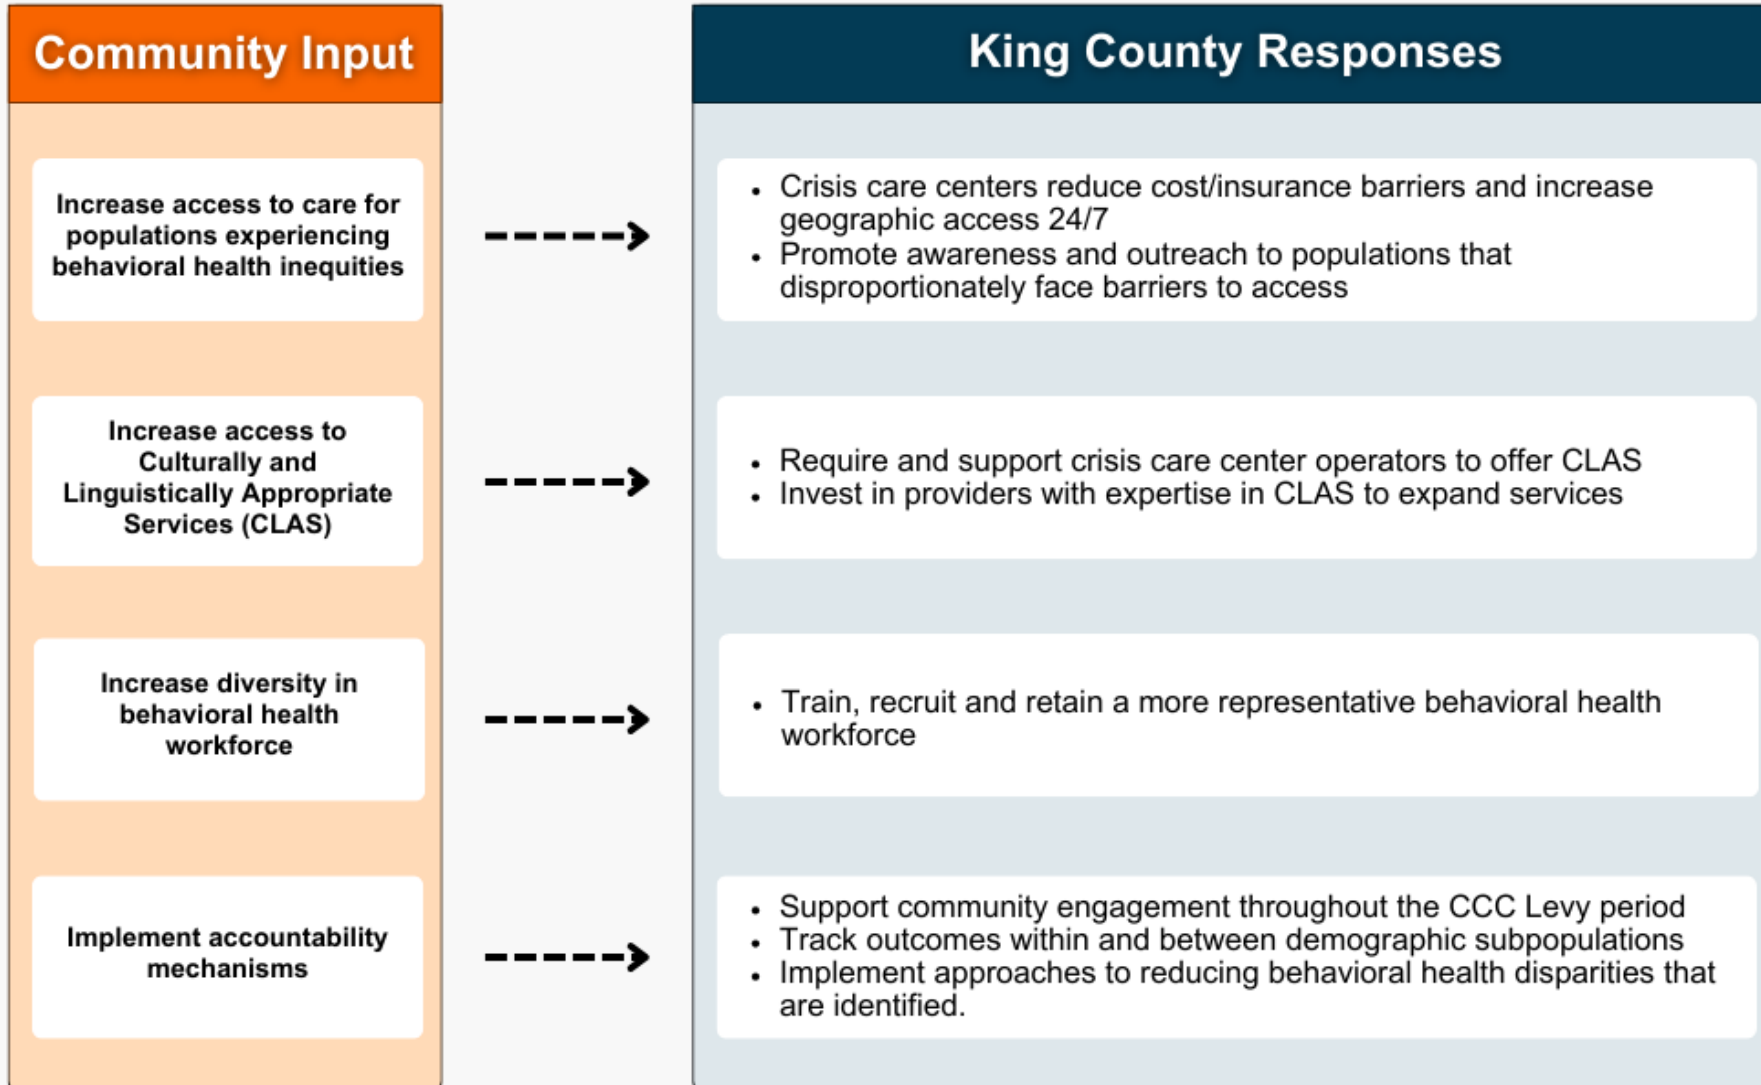 Community Input
King County Responses
Increase access to care for
populations experiencing
behavioral health inequities
• Crisis care centers reduce cost/insurance barriers and increase
geographic access 24/7
• Promote awareness and outreach to populations that
disproportionately face barriers to access
Increase access to
Culturally and
Linguistically Appropriate
Services (CLAS)
• Require and support crisis care center operators to offer CLAS
• Invest in providers with expertise in CLAS to expand services
Increase diversity in
behavioral health
workforce
• Train, recruit and retain a more representative behavioral health
workforce
Implement accountability
mechanisms
• Support community engagement throughout the CCC Levy period
• Track outcomes within and between demographic subpopulations
• Implement approaches to reducing behavioral health disparities that
are identified.